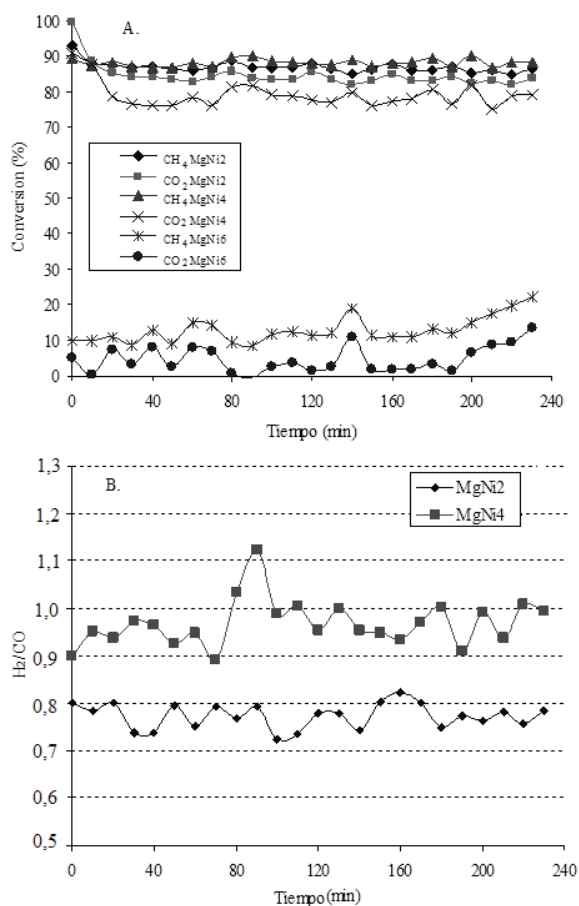 A.
100
90
80
70
60
50
40
30
20
10
0
Conversion (%)
CH4 MgNi2
CO2 MgNi2
CH4 MgNi4
CO2 MgNi4
CH4 MgNi6
CO2 MgNi6
0 40 80 120 160 200 240
Tiempo (min)
B.
1,3
1,2
1,1
1,0
0,9
0,8
0,7
0,6
0,5
H2/CO
MgNi2
MgNi4
0 40 80 120 160 200 240
Tiempo (min)